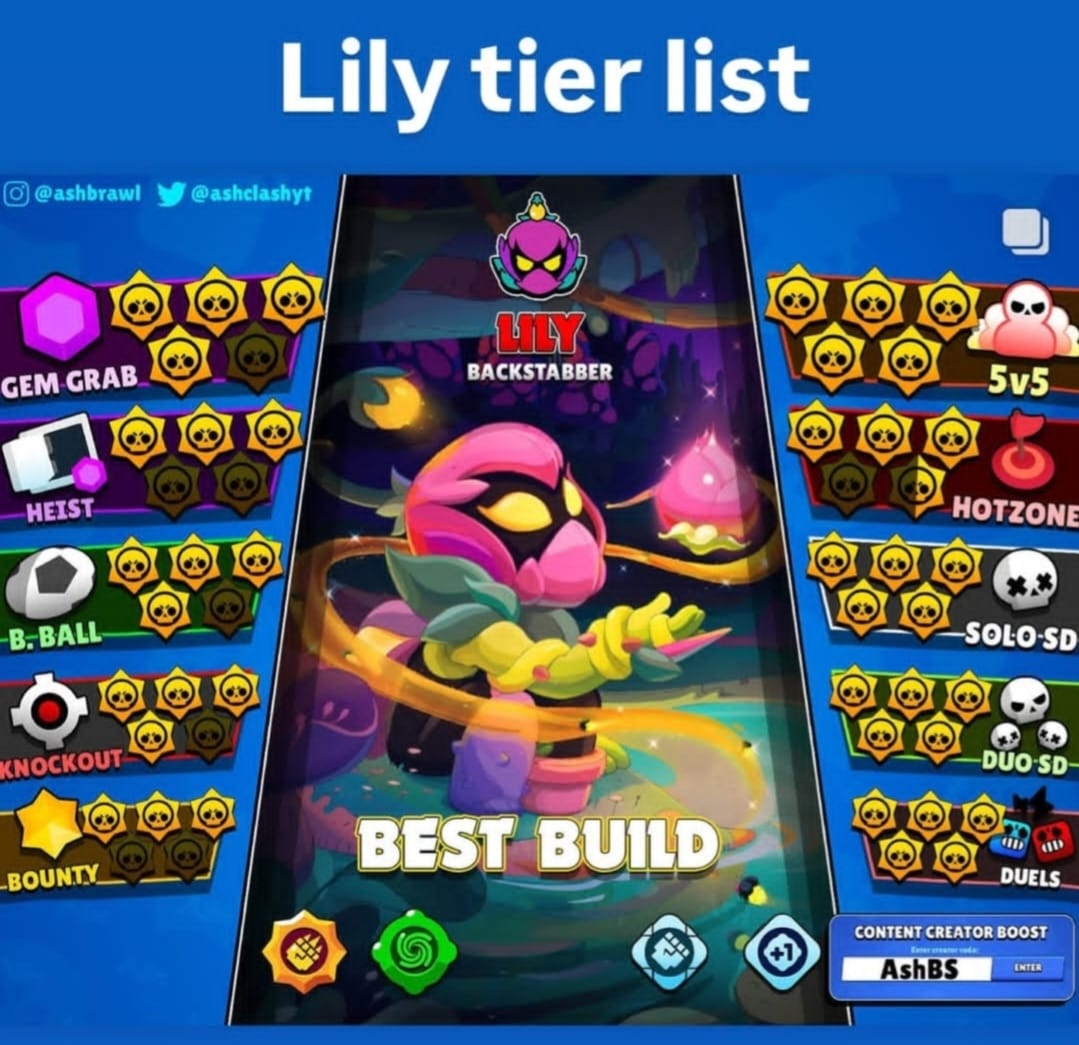 Lily tier list
@ashbrawl @ashclashyt
LILY
BACKSTABBER
GEM GRAB
HEIST
B. BALL
KNOCKOUT
BOUNTY
5v5
HOTZONE
SOLO SD
DUO SD
DUELS
BEST BUILD
+1
CONTENT CREATOR BOOST
Enter creator code:
AshBS
ENTER